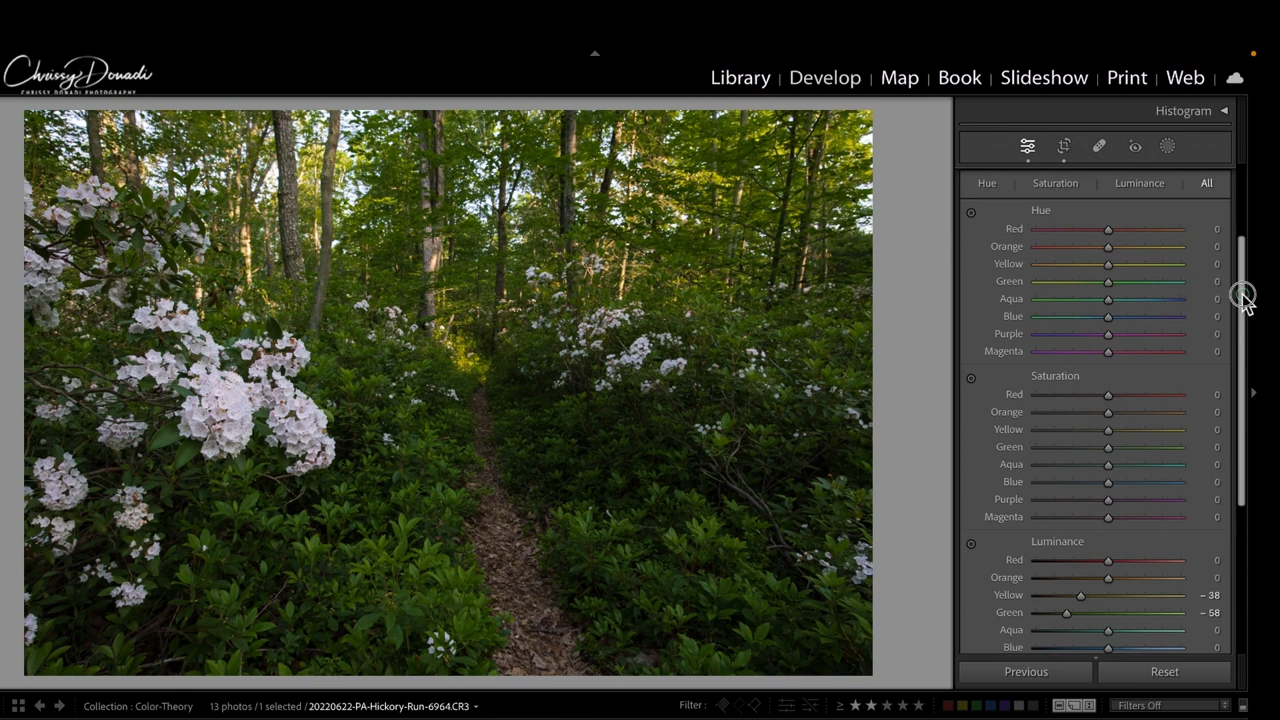 Chrissy Donadi
CHRISSY DONADI PHOTOGRAPHY
Library | Develop | Map | Book | Slideshow | Print | Web
Histogram
Hue | Saturation | Luminance | All
Hue
Red 0
Orange 0
Yellow 0
Green 0
Aqua 0
Blue 0
Purple 0
Magenta 0
Saturation
Red 0
Orange 0
Yellow 0
Green 0
Aqua 0
Blue 0
Purple 0
Magenta 0
Luminance
Red 0
Orange 0
Yellow – 38
Green – 58
Aqua 0
Blue 0
Previous Reset
Collection : Color-Theory 13 photos / 1 selected / 20220622-PA-Hickory-Run-6964.CR3 Filter : ≥ ★★★★★ Filters Off